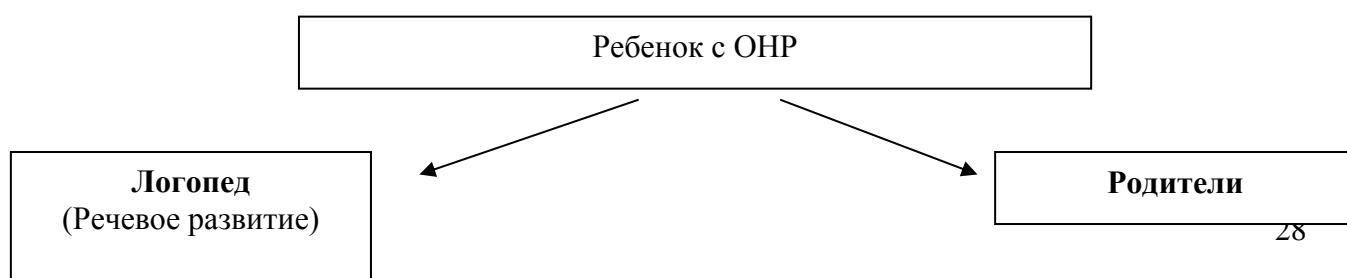 Ребенок с ОНР
Логопед
(Речевое развитие)
Родители
28